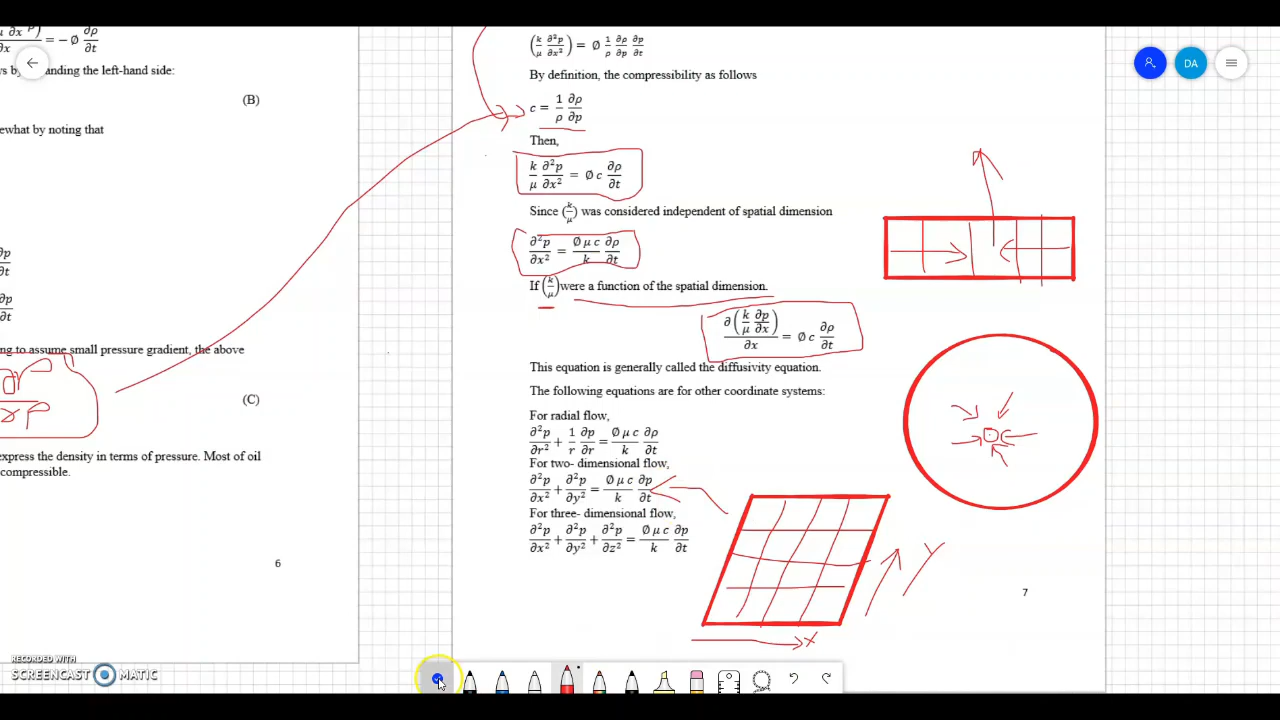 μ ∂x ρ)
∂x = − ∅ ∂ρ/∂t
ws by expanding the left-hand side:
(B)
ewhat by noting that
∂p
∂t
∂p
∂t
ng to assume small pressure gradient, the above
(C)
express the density in terms of pressure. Most of oil
compressible.
6
(k/μ ∂²p/∂x²) = ∅ 1/ρ ∂ρ/∂p ∂p/∂t
By definition, the compressibility as follows
c = 1/ρ ∂ρ/∂p
Then,
k/μ ∂²p/∂x² = ∅ c ∂ρ/∂t
Since (k/μ) was considered independent of spatial dimension
∂²p/∂x² = ∅ μ c/k ∂ρ/∂t
If (k/μ) were a function of the spatial dimension.
∂(k/μ ∂p/∂x)/∂x = ∅ c ∂ρ/∂t
This equation is generally called the diffusivity equation.
The following equations are for other coordinate systems:
For radial flow,
∂²p/∂r² + 1/r ∂p/∂r = ∅ μ c/k ∂ρ/∂t
For two- dimensional flow,
∂²p/∂x² + ∂²p/∂y² = ∅ μ c/k ∂p/∂t
For three- dimensional flow,
∂²p/∂x² + ∂²p/∂y² + ∂²p/∂z² = ∅ μ c/k ∂p/∂t
Y
X
7
DA
RECORDED WITH
SCREENCAST MATIC